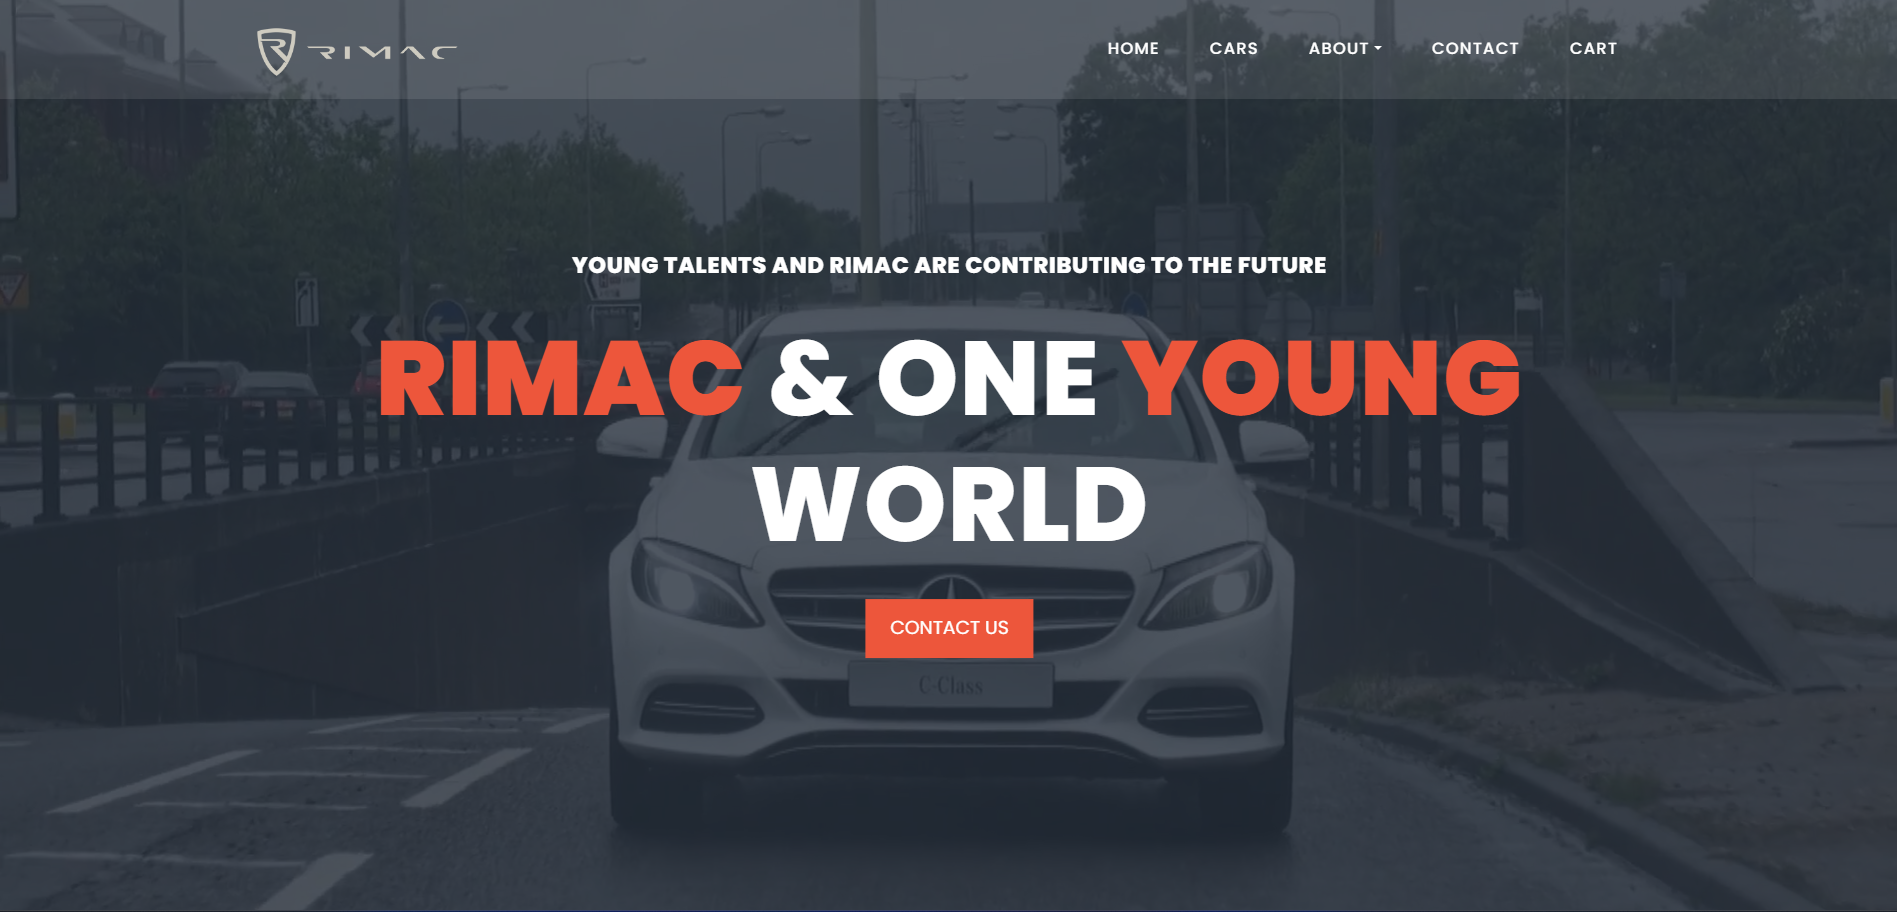 RIMAC
HOME CARS ABOUT CONTACT CART
YOUNG TALENTS AND RIMAC ARE CONTRIBUTING TO THE FUTURE
RIMAC & ONE YOUNG
WORLD
CONTACT US
C-Class